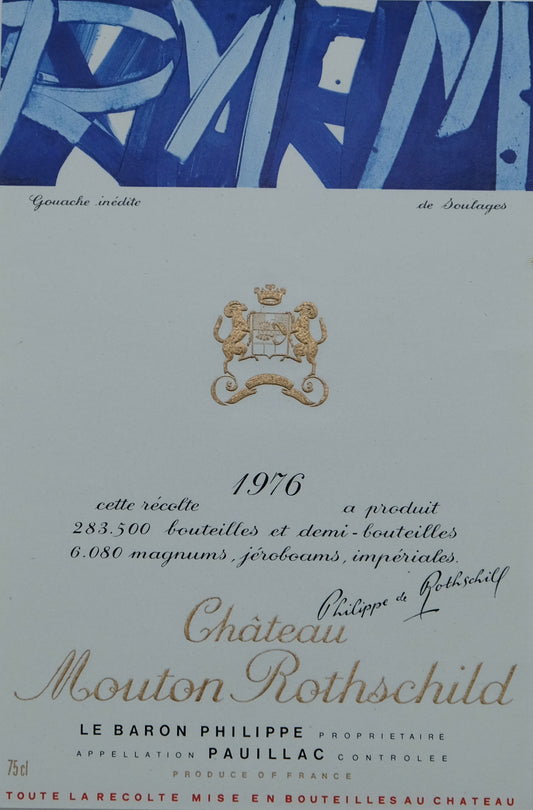 Gouache inédite de Soulages
1976
cette récolte a produit
283.500 bouteilles et demi-bouteilles
6.080 magnums, jéroboams, impériales.
Philippe de Rothschild
Château
Mouton Rothschild
LE BARON PHILIPPE PROPRIETAIRE
APPELLATION PAUILLAC CONTROLEE
75 cl
PRODUCE OF FRANCE
TOUTE LA RECOLTE MISE EN BOUTEILLES AU CHATEAU